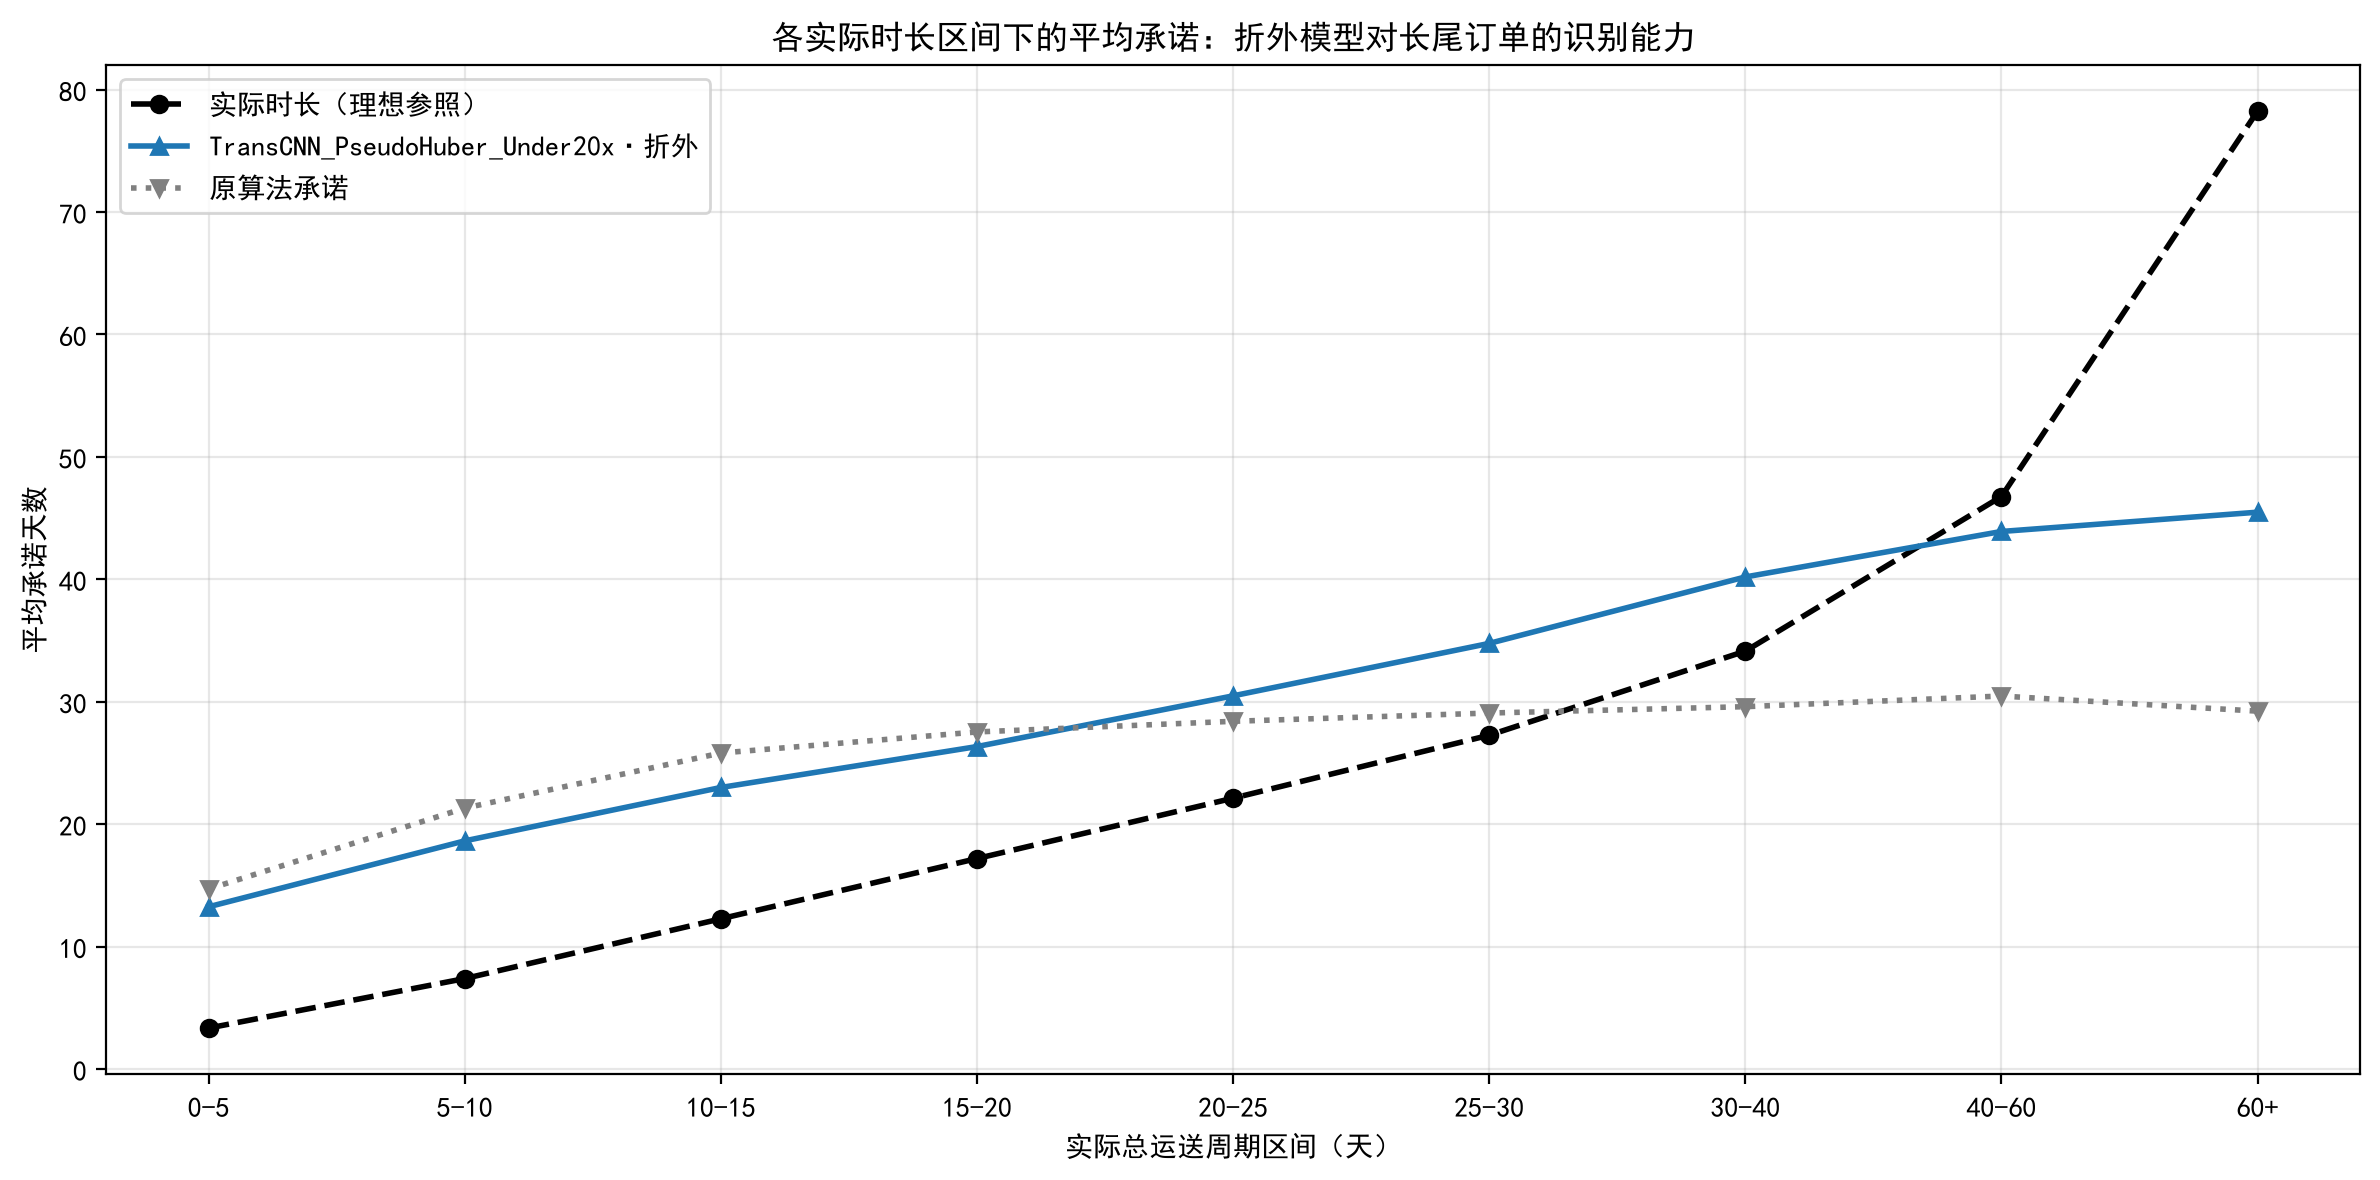 各实际时长区间下的平均承诺：折外模型对长尾订单的识别能力
实际时长（理想参照）
TransCNN_PseudoHuber_Under20x·折外
原算法承诺
平均承诺天数
80
70
60
50
40
30
20
10
0
0-5 5-10 10-15 15-20 20-25 25-30 30-40 40-60 60+
实际总运送周期区间（天）